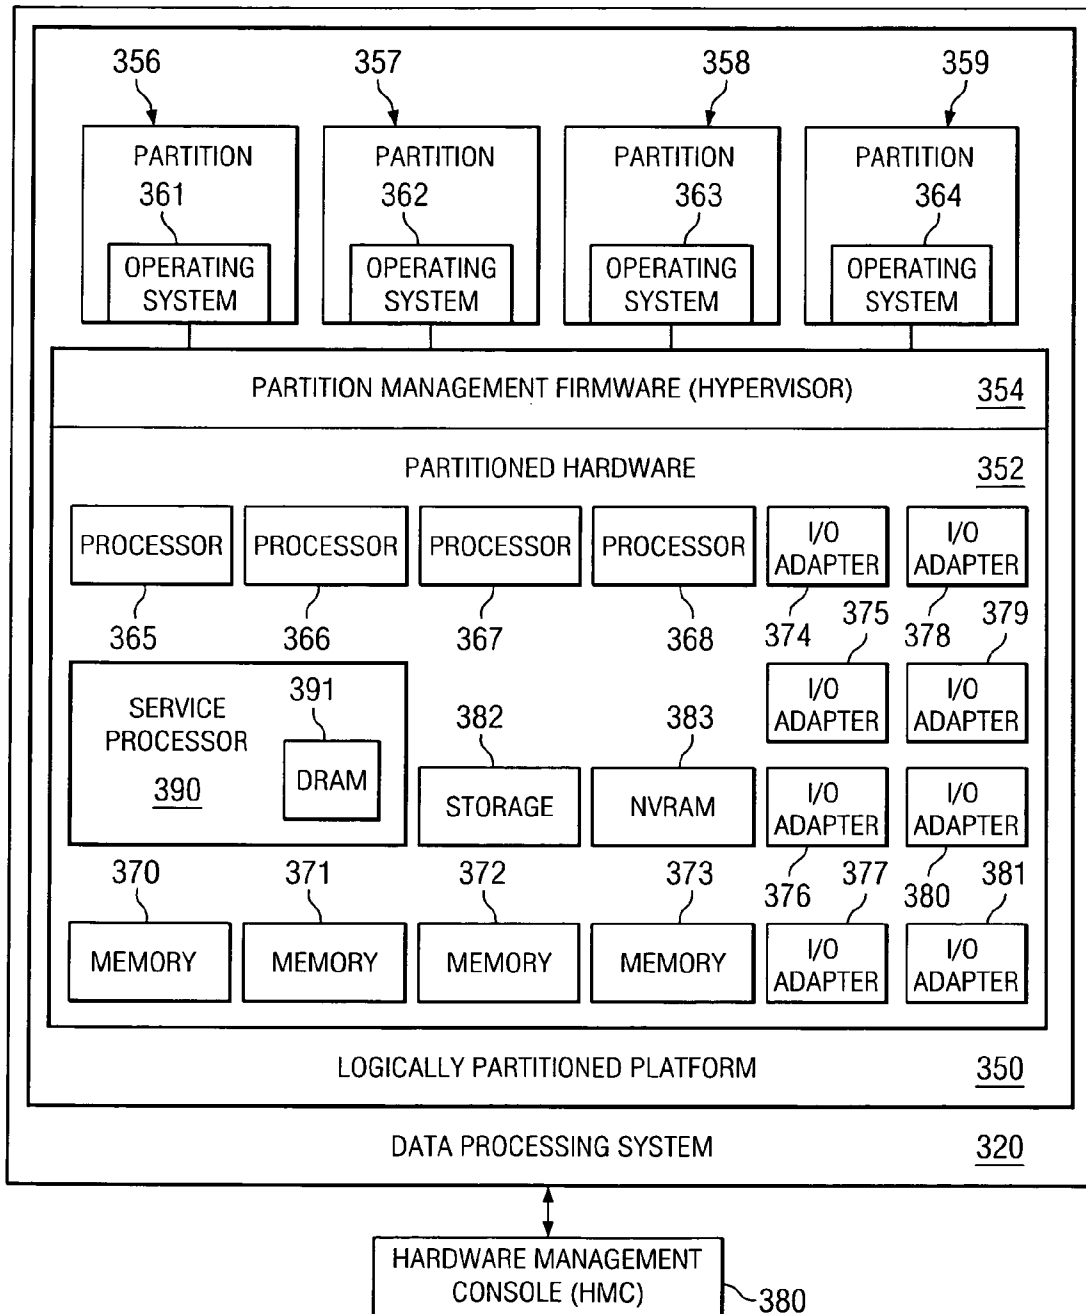 356 357 358 359
PARTITION PARTITION PARTITION PARTITION
361 362 363 364
OPERATING OPERATING OPERATING OPERATING
SYSTEM SYSTEM SYSTEM SYSTEM
PARTITION MANAGEMENT FIRMWARE (HYPERVISOR) 354
PARTITIONED HARDWARE 352
PROCESSOR PROCESSOR PROCESSOR PROCESSOR
I/O I/O
ADAPTER ADAPTER
365 366 367 368 374 375 378 379
SERVICE
PROCESSOR
390
391
DRAM
382 383
STORAGE NVRAM
I/O I/O
ADAPTER ADAPTER
I/O I/O
ADAPTER ADAPTER
370 371 372 373 376 377 380 381
MEMORY MEMORY MEMORY MEMORY
I/O I/O
ADAPTER ADAPTER
LOGICALLY PARTITIONED PLATFORM 350
DATA PROCESSING SYSTEM 320
HARDWARE MANAGEMENT
CONSOLE (HMC)
380